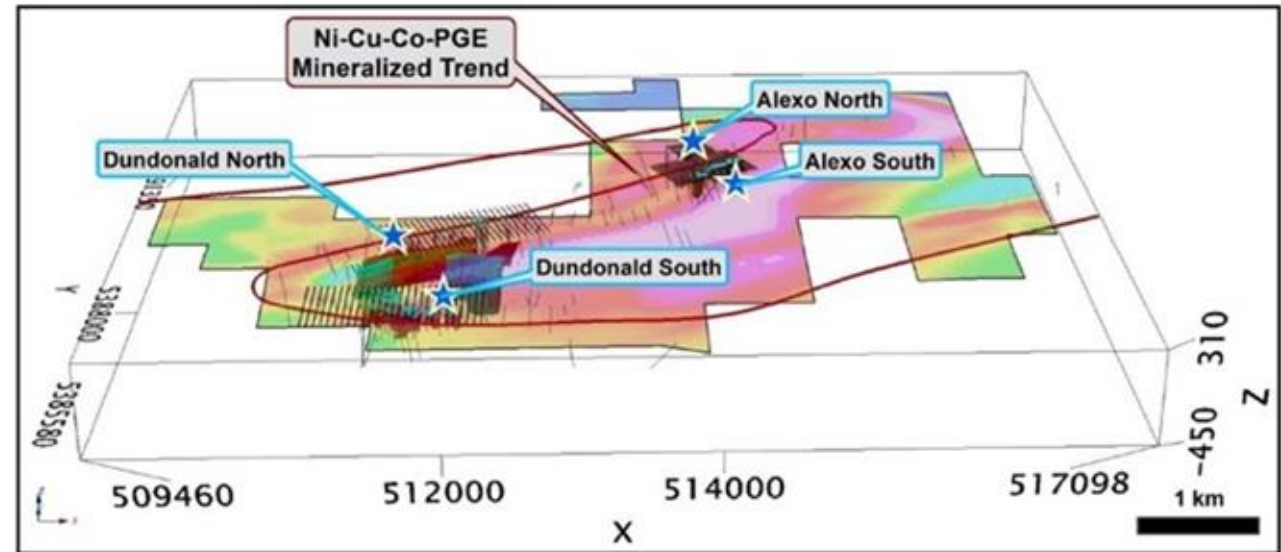 Ni-Cu-Co-PGE
Mineralized Trend
Alexo North
Dundonald North
Alexo South
Dundonald South
Y
5388000
5385580
310
Z
-450
509460
512000
514000
517098
X
1 km